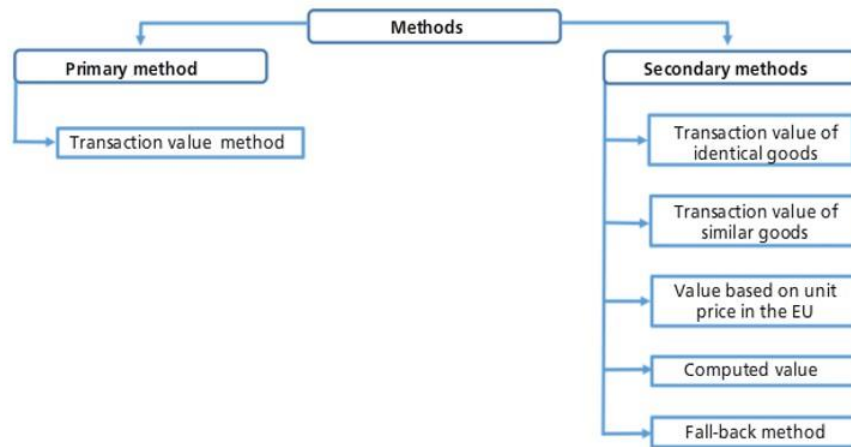 Methods
Primary method
Transaction value method
Secondary methods
Transaction value of
identical goods
Transaction value of
similar goods
Value based on unit
price in the EU
Computed value
Fall-back method